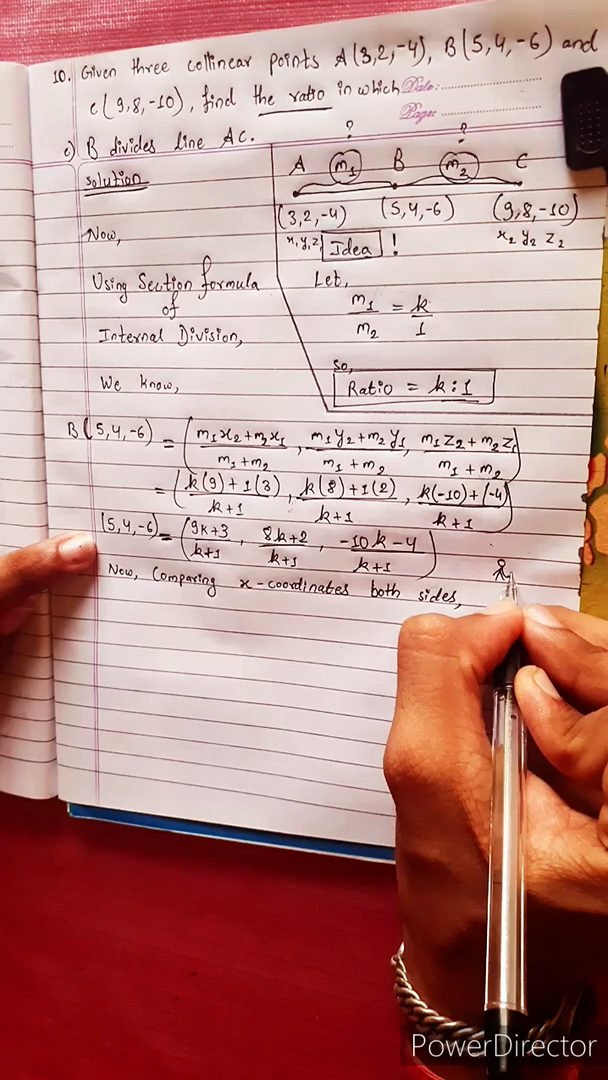 10. Given three collinear points A(3,2,-4), B(5,4,-6) and
C(9,8,-10), find the ratio in which
Date:
Page:
c) B divides line AC.
? ?
A m₁ B m₂ C
(3,2,-4) (5,4,-6) (9,8,-10)
x₁y₁z₁ x₂ y₂ z₂
Idea !
Let,
m₁/m₂ = k/1
So,
Ratio = k:1
Solution
Now,
Using Section formula
of
Internal Division,
We know,
B(5,4,-6) = (m₁x₂+m₂x₁/m₁+m₂, m₁y₂+m₂y₁/m₁+m₂, m₁z₂+m₂z₁/m₁+m₂)
= (k(9)+1(3)/k+1, k(8)+1(2)/k+1, k(-10)+(-4)/k+1)
(5,4,-6) = (9k+3/k+1, 8k+2/k+1, -10k-4/k+1)
Now, Comparing x-coordinates both sides,
PowerDirector